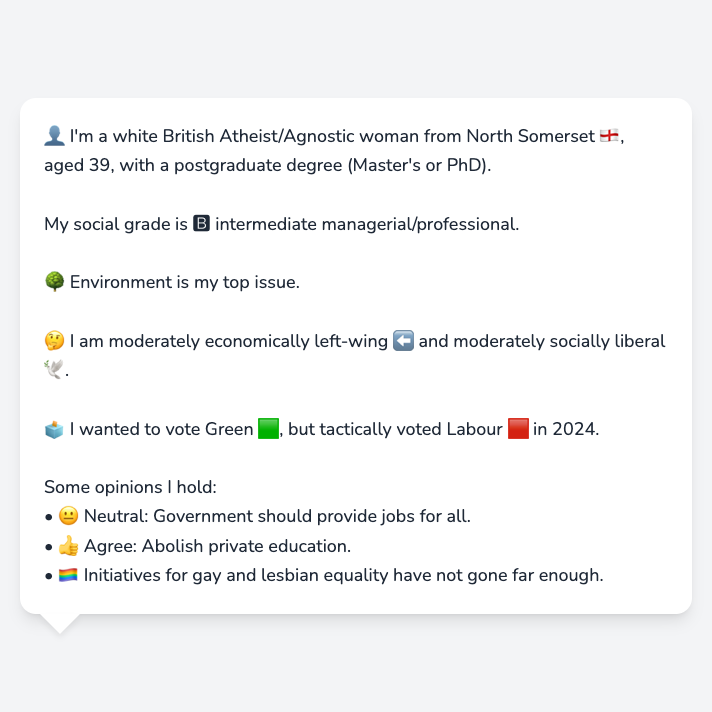 👤 I'm a white British Atheist/Agnostic woman from North Somerset 🏴󠁧󠁢󠁥󠁮󠁧󠁿,
aged 39, with a postgraduate degree (Master's or PhD).
My social grade is 🅱 intermediate managerial/professional.
🌳 Environment is my top issue.
🤔 I am moderately economically left-wing ⬅️ and moderately socially liberal
🕊️.
🗳️ I wanted to vote Green 🟩, but tactically voted Labour 🟥 in 2024.
Some opinions I hold:
• 😐 Neutral: Government should provide jobs for all.
• 👍 Agree: Abolish private education.
• 🏳️‍🌈 Initiatives for gay and lesbian equality have not gone far enough.